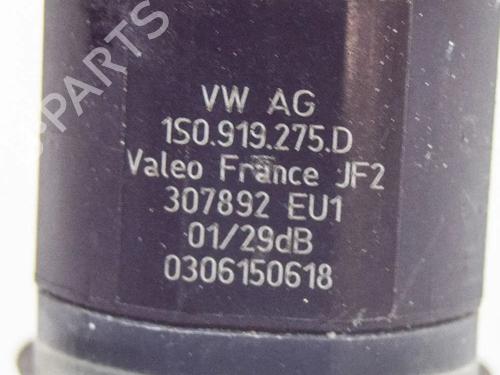 PARTS
VW AG
1S0.919.275.D
Valeo France JF2
307892 EU1
01/29dB
0306150618